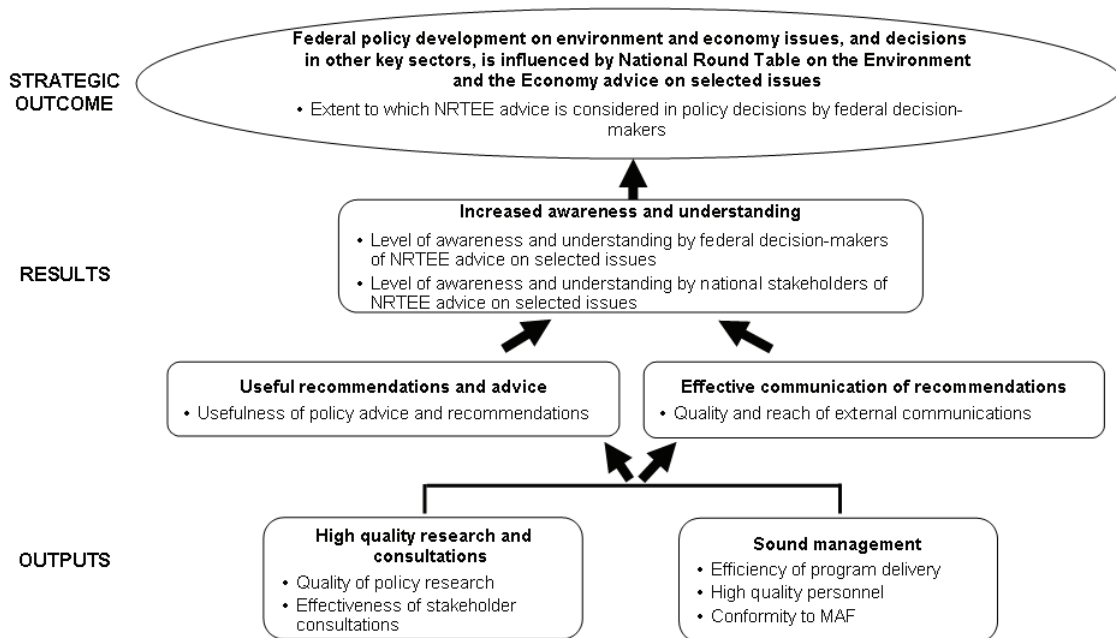 Federal policy development on environment and economy issues, and decisions
in other key sectors, is influenced by National Round Table on the Environment
and the Economy advice on selected issues
• Extent to which NRTEE advice is considered in policy decisions by federal decision-
makers
STRATEGIC
OUTCOME
Increased awareness and understanding
• Level of awareness and understanding by federal decision-makers
of NRTEE advice on selected issues
• Level of awareness and understanding by national stakeholders of
NRTEE advice on selected issues
RESULTS
Useful recommendations and advice
• Usefulness of policy advice and recommendations
Effective communication of recommendations
• Quality and reach of external communications
OUTPUTS
High quality research and
consultations
• Quality of policy research
• Effectiveness of stakeholder
consultations
Sound management
• Efficiency of program delivery
• High quality personnel
• Conformity to MAF